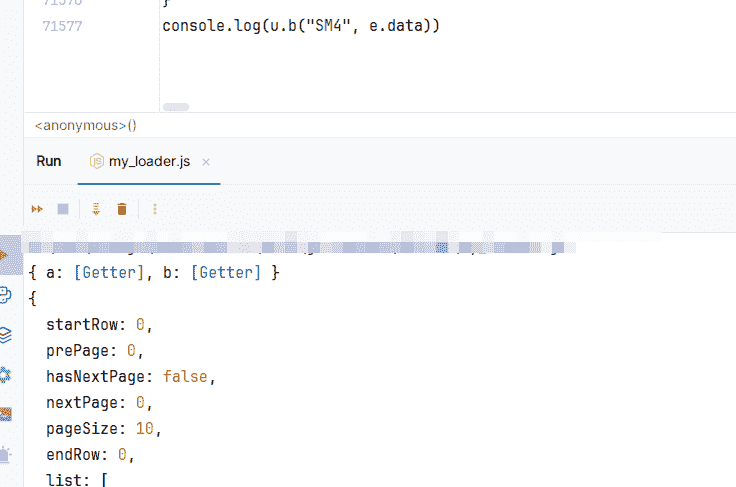 71576
}
71577
console.log(u.b("SM4", e.data))
<anonymous>()
Run
my_loader.js ×
{ a: [Getter], b: [Getter] }
{
startRow: 0,
prePage: 0,
hasNextPage: false,
nextPage: 0,
pageSize: 10,
endRow: 0,
list: [